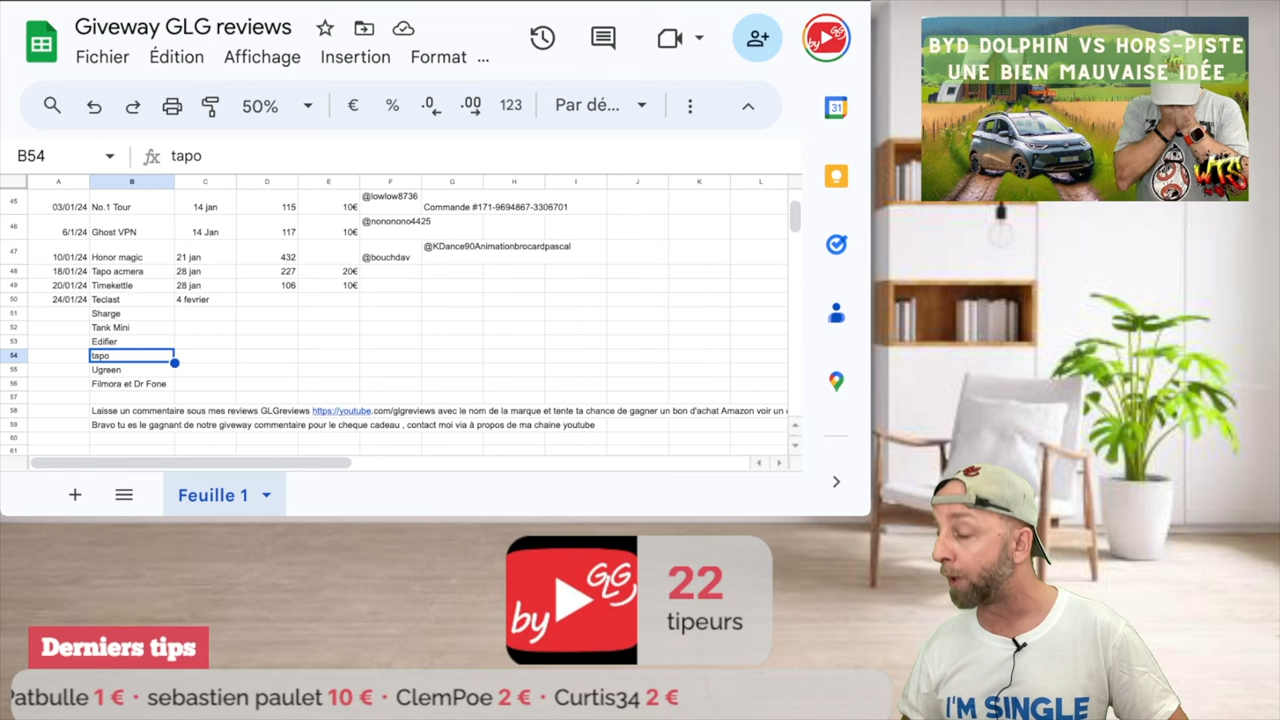 Giveway GLG reviews
Fichier Édition Affichage Insertion Format ...
50% € % .0 .00 123 Par dé...
B54 fx tapo
A B C D E F G H I J K L
45 03/01/24 No.1 Tour 14 jan 115 10€ @lowlow8736 Commande #171-9694867-3306701
46 6/1/24 Ghost VPN 14 Jan 117 10€ @nononono4425
47 10/01/24 Honor magic 21 jan 432 @bouchdav @KDance90Animationbrocardpascal
48 18/01/24 Tapo acmera 28 jan 227 20€
49 20/01/24 Timekettle 28 jan 106 10€
50 24/01/24 Teclast 4 fevrier
51 Sharge
52 Tank Mini
53 Edifier
54 tapo
55 Ugreen
56 Filmora et Dr Fone
57
58 Laisse un commentaire sous mes reviews GLGreviews https://youtube.com/glgreviews avec le nom de la marque et tente ta chance de gagner un bon d'achat Amazon voir un
59 Bravo tu es le gagnant de notre giveway commentaire pour le cheque cadeau , contact moi via à propos de ma chaine youtube
60
61
Feuille 1
31
by
BYD DOLPHIN VS HORS-PISTE
UNE BIEN MAUVAISE IDÉE
WTS
by GLG
22
tipeurs
Derniers tips
Patbulle 1 € · sebastien paulet 10 € · ClemPoe 2 € · Curtis34 2 €
I'M SINGLE